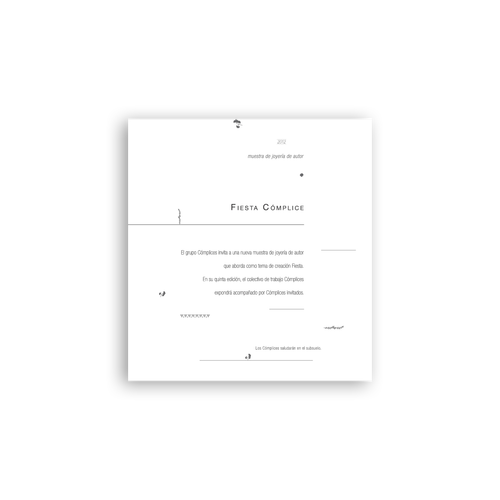 2012
muestra de joyería de autor
FIESTA CÓMPLICE
El grupo Cómplices invita a una nueva muestra de joyería de autor
que aborda como tema de creación Fiesta.
En su quinta edición, el colectivo de trabajo Cómplices
expondrá acompañado por Cómplices invitados.
Los Cómplices saludarán en el subsuelo.